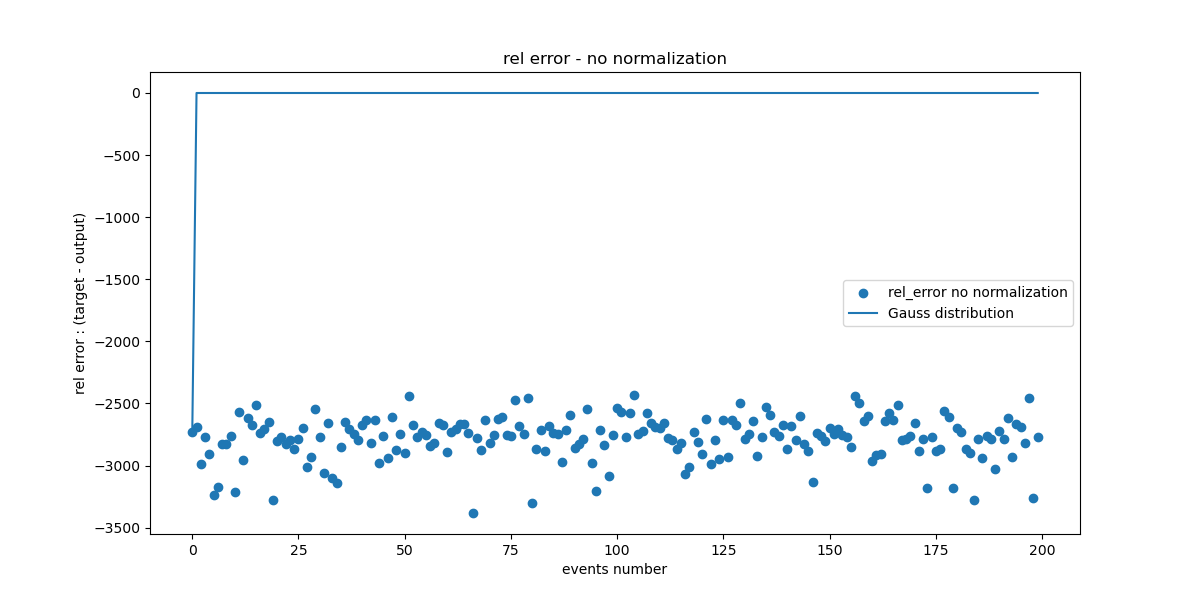 rel error - no normalization
rel error : (target - output)
0
−500
−1000
−1500
−2000
−2500
−3000
−3500
rel_error no normalization
Gauss distribution
0 25 50 75 100 125 150 175 200
events number